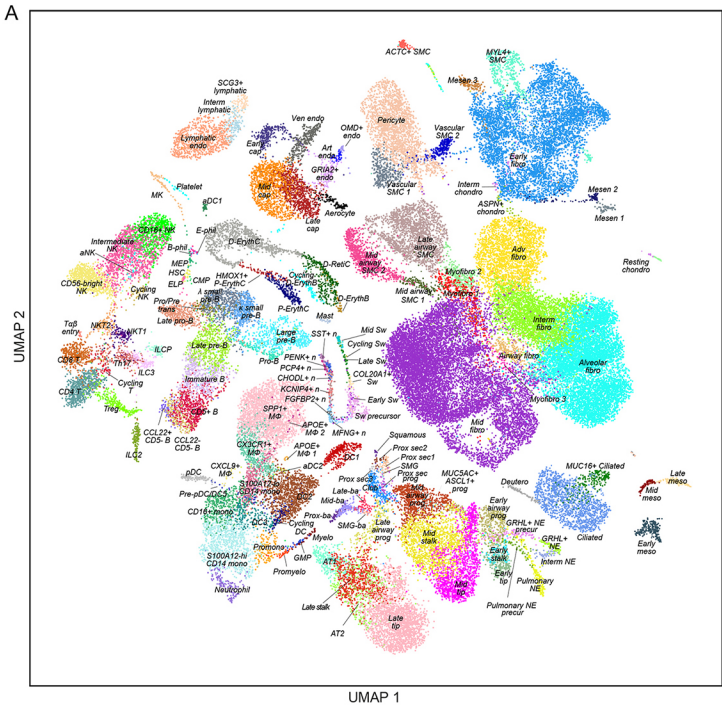 A
ACTC+ SMC
MYL4+
SMC
Mesen 3
SCG3+
lymphatic
Interm
lymphatic
Lymphatic
endo
Ven endo
OMD+
endo
Early
cap
Art
endo
GRIA2+
endo
Mid
cap
Late
cap
Aerocyte
Pericyte
Vascular
SMC 2
Vascular
SMC 1
Early
fibro
Interm
chondro
ASPN+
chondro
Mesen 2
Mesen 1
Resting
chondro
MK
Platelet
aDC1
CD16+ NK
Intermediate
NK
aNK
CD56-bright
NK
Cycling
NK
B-phil
E-phil
MEP
HSC
ELP
CMP
D-ErythC
HMOX1+
P-ErythC
Cycling
ErythB
D-RetiC
P-ErythC
D-ErythB
Mast
Mid
airway
SMC 2
Late
airway
SMC
Mid airway
SMC 1
Myofibro 2
Myofibro 1
Adv
fibro
Interm
fibro
Airway fibro
Alveolar
fibro
Myofibro 3
Mid
fibro
Pro/Pre
trans
Late pro-B
λ small
pre-B
κ small
pre-B
Large
pre-B
Pro-B
Late pre-B
Immature B
CD5+ B
CCL22+
CD5- B
CCL22-
CD5- B
Tαβ
entry
NKT2
NKT1
CD8 T
Th17
ILCP
ILC3
CD4 T
Cycling
T
Treg
ILC2
SST+ n
PENK+ n
PCP4+ n
CHODL+ n
KCNIP4+ n
FGFBP2+ n
MFNG+ n
Mid Sw
Cycling Sw
Late Sw
COL20A1+
Sw
Early Sw
Sw precursor
SPP1+
MΦ
APOE+
MΦ 2
CX3CR1+
MΦ
APOE+
MΦ 1
CXCL9+
MΦ
aDC2
DC1
pDC
Pre-pDC/DC5
S100A12-lo
CD14 mono
DC2
CD16+ mono
DC3
Cycling
DC
Myelo
Promono
GMP
S100A12-hi
CD14 mono
Promyelo
Neutrophil
Squamous
Prox sec2
Prox sec1
SMG
Prox sec
prog
Prox sec3
Club
Late-ba
Mid-ba
Prox-ba
SMG-ba
Late airway
prog
MUC5AC+
ASCL1+
prog
Mid
airway
prog
Mid
stalk
Mid
tip
Early airway
prog
Early
stalk
Early
tip
AT1
Late stalk
AT2
Late
tip
Deutero
MUC16+ Ciliated
Ciliated
GRHL+ NE
precur
GRHL+
NE
Interm NE
Pulmonary
NE
Pulmonary NE
precur
Late
meso
Mid
meso
Early
meso
UMAP 2
UMAP 1